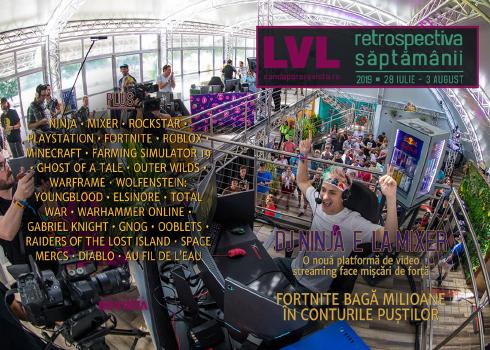 LVL
retrospectiva
săptămânii
candaparerevista.ro
2019 ■ 28 IULIE - 3 AUGUST
PLUS
NINJA • MIXER • ROCKSTAR •
PLAYSTATION • FORTNITE • ROBLOX •
MINECRAFT • FARMING SIMULATOR 19
• GHOST OF A TALE • OUTER WILDS •
WARFRAME • WOLFENSTEIN:
YOUNGBLOOD • ELSINORE • TOTAL
WAR • WARHAMMER ONLINE •
GABRIEL KNIGHT • GNOG • OOBLETS •
RAIDERS OF THE LOST ISLAND • SPACE
MERCS • DIABLO • AU FIL DE L'EAU
DJ NINJA E LA MIXER!
O nouă platformă de video
streaming face mișcări de forță
FORTNITE BAGĂ MILIOANE
ÎN CONTURILE PUȘTILOR